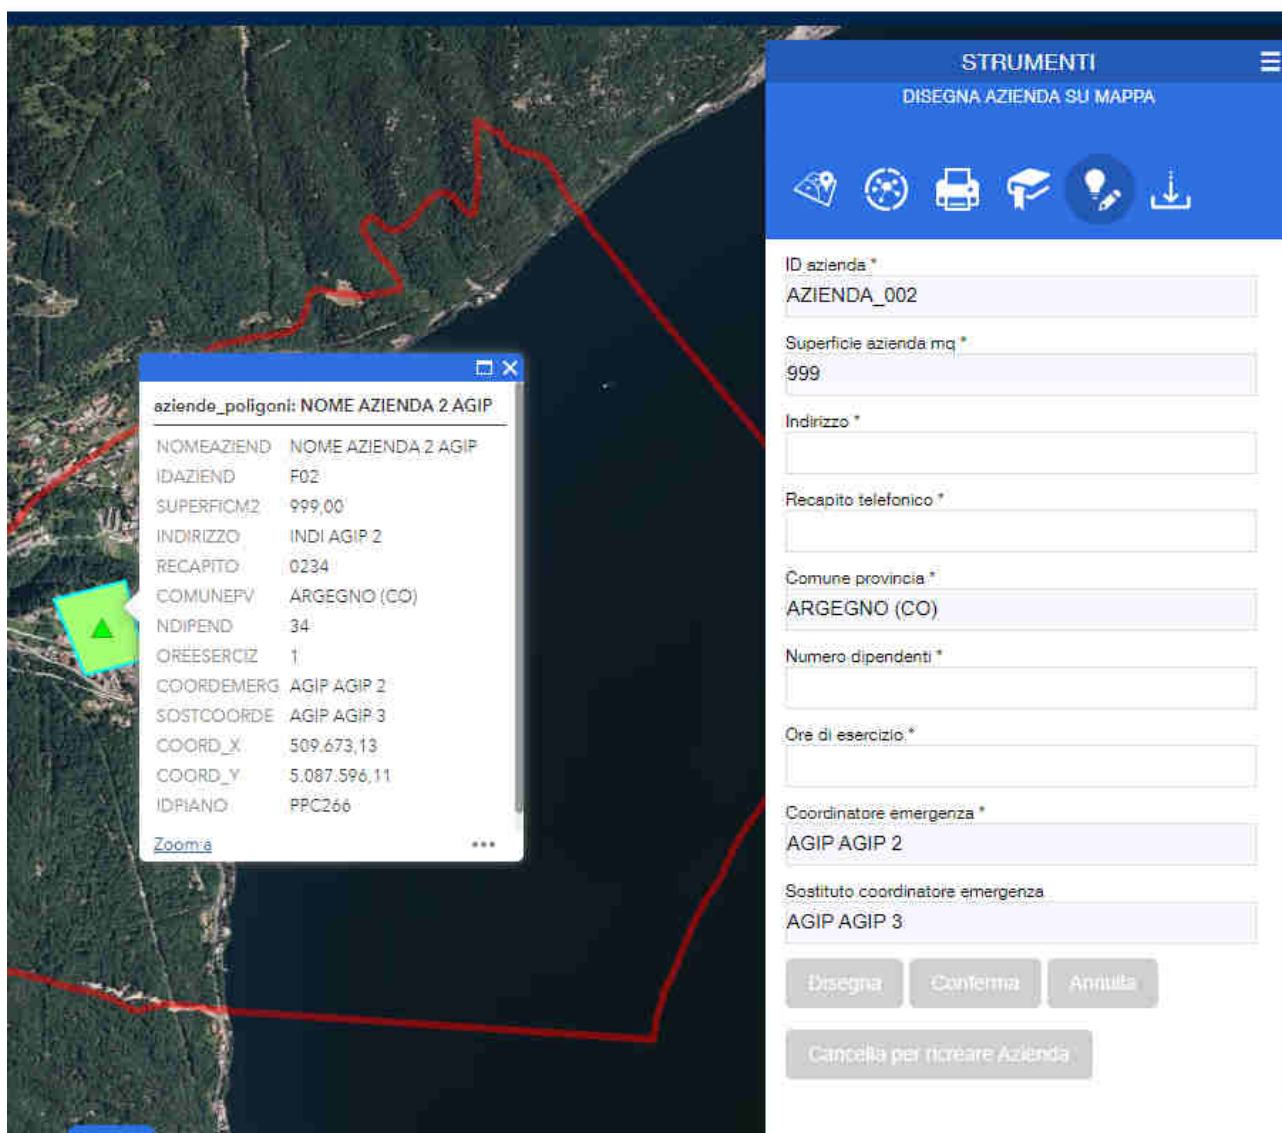 STRUMENTI
DISEGNA AZIENDA SU MAPPA
ID azienda *
AZIENDA_002
Superficie azienda mq *
999
Indirizzo *
Recapito telefonico *
Comune provincia *
ARGEGNO (CO)
Numero dipendenti *
Ore di esercizio *
Coordinatore emergenza *
AGIP AGIP 2
Sostituto coordinatore emergenza
AGIP AGIP 3
Disegna Conferma Annulla
Cancella per ricreare Azienda
aziende_poligoni: NOME AZIENDA 2 AGIP
NOMEAZIEND NOME AZIENDA 2 AGIP
IDAZIEND F02
SUPERFICM2 999,00
INDIRIZZO INDI AGIP 2
RECAPITO 0234
COMUNEPV ARGEGNO (CO)
NDIPEND 34
OREESERCIZ 1
COORDEMERG AGIP AGIP 2
SOSTCOORDE AGIP AGIP 3
COORD_X 509.673,13
COORD_Y 5.087.596,11
IDPIANO PPC266
Zoom a